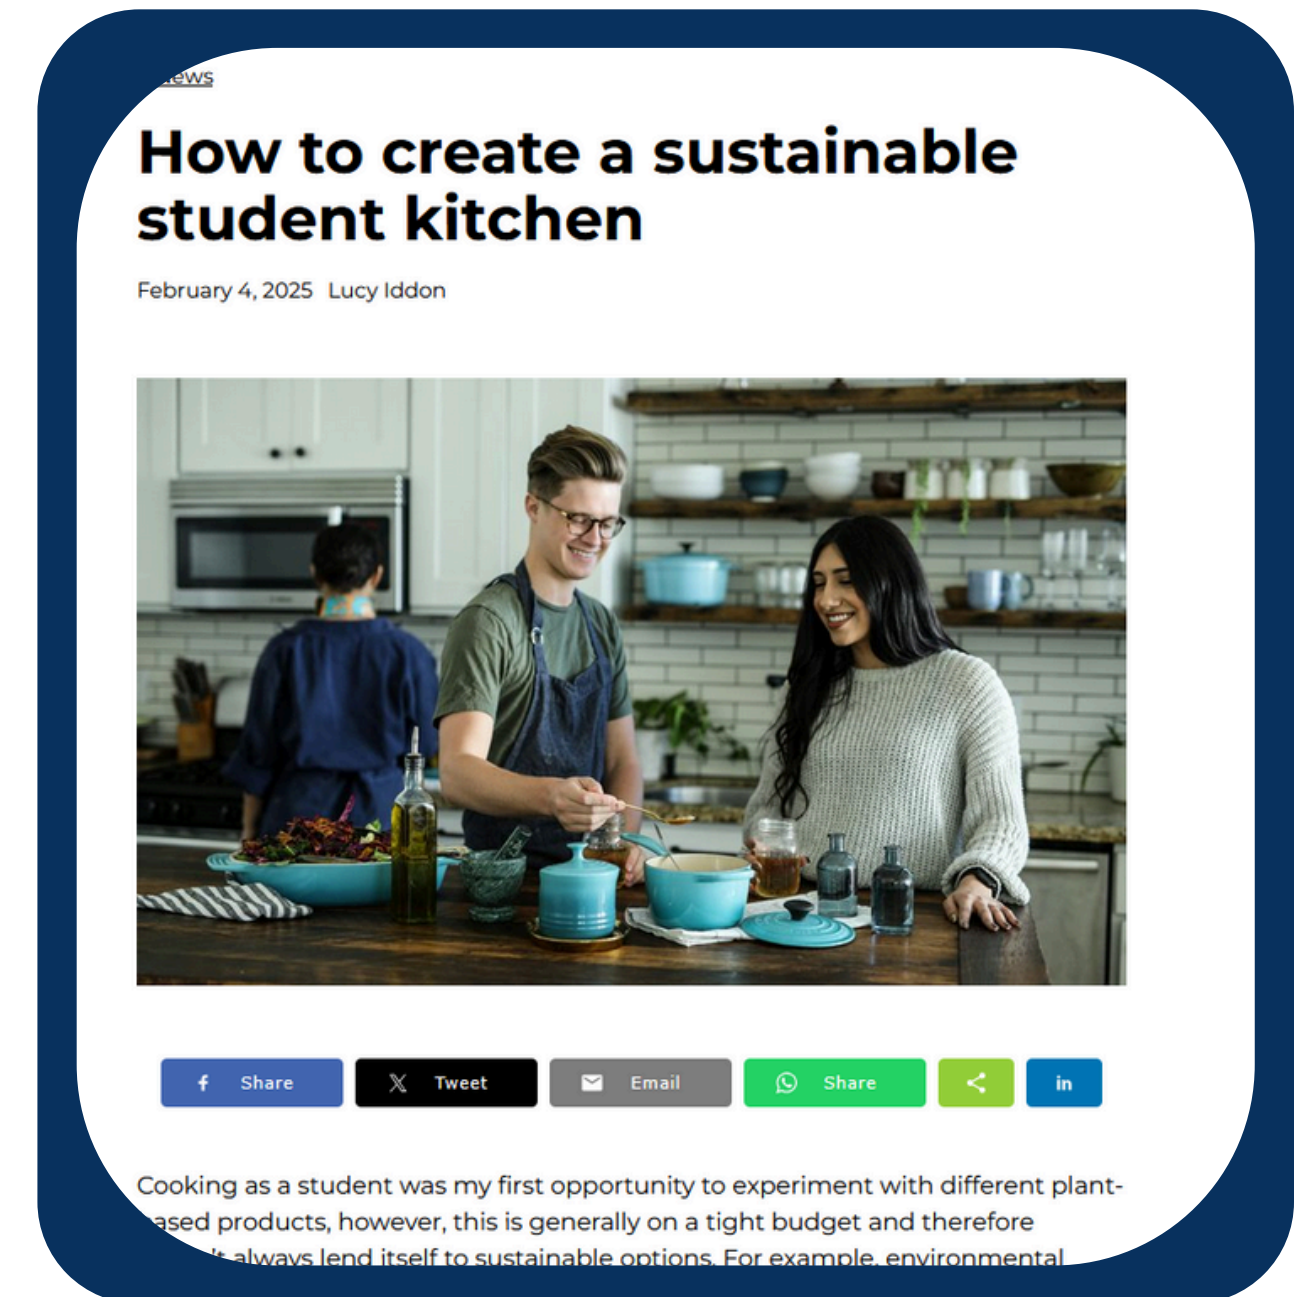 How to create a sustainable
student kitchen
February 4, 2025 Lucy Iddon
Share
Tweet
Email
Share
in
Cooking as a student was my first opportunity to experiment with different plant-
products, however, this is generally on a tight budget and therefore
always lend itself to sustainable options. For example, environmental